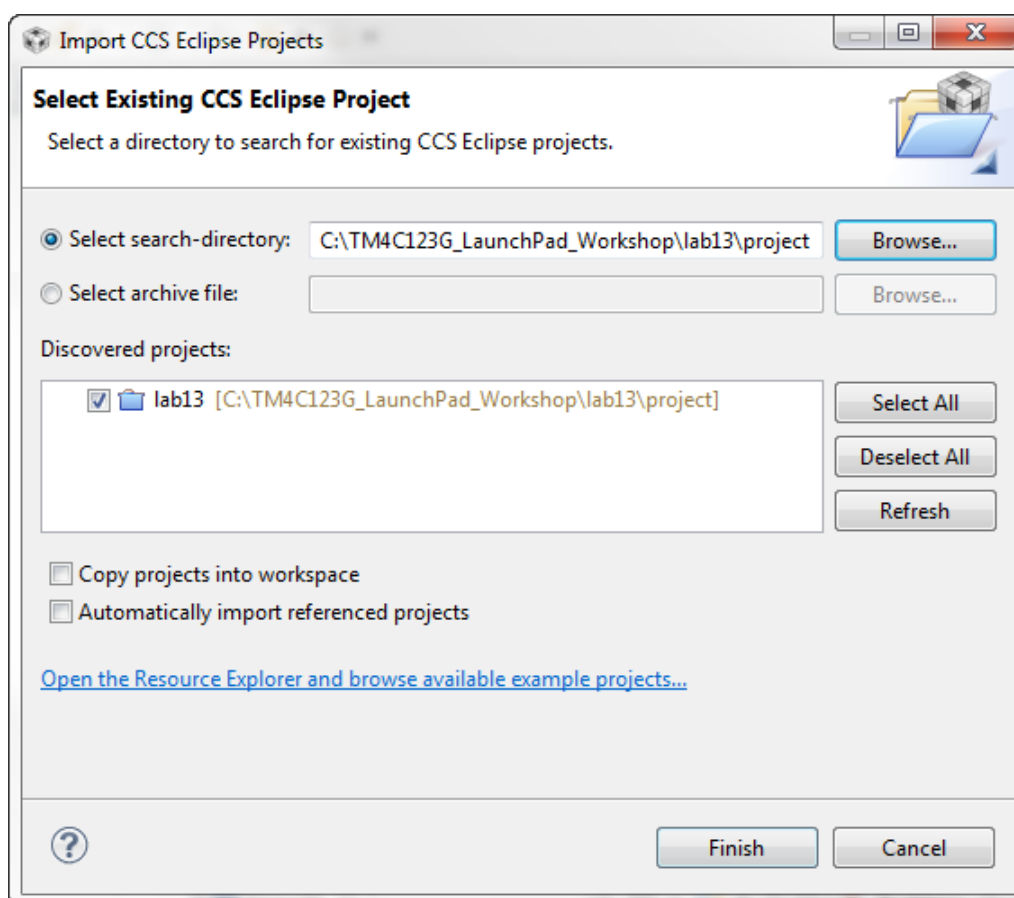 Import CCS Eclipse Projects
Select Existing CCS Eclipse Project
Select a directory to search for existing CCS Eclipse projects.
Select search-directory: C:\TM4C123G_LaunchPad_Workshop\lab13\project Browse...
Select archive file: Browse...
Discovered projects:
lab13 [C:\TM4C123G_LaunchPad_Workshop\lab13\project]
Select All
Deselect All
Refresh
Copy projects into workspace
Automatically import referenced projects
Open the Resource Explorer and browse available example projects...
? Finish Cancel